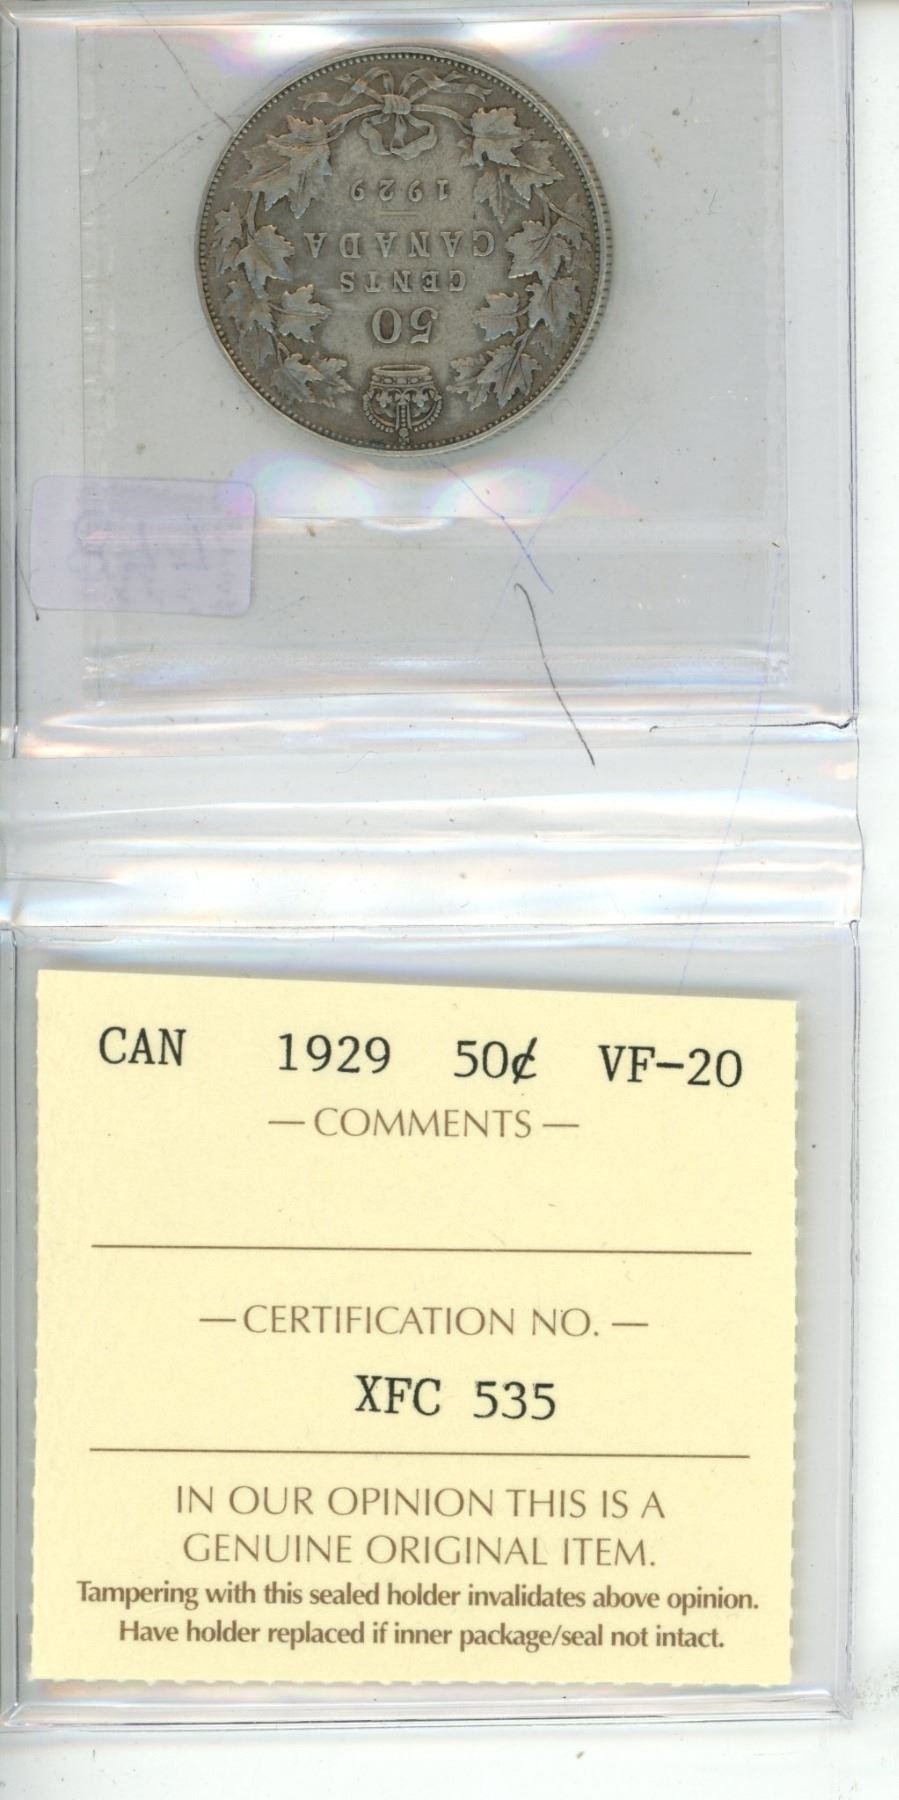 1929
CANADA
CENTS
50
CAN 1929 50¢ VF-20
— COMMENTS —
— CERTIFICATION NO. —
XFC 535
IN OUR OPINION THIS IS A
GENUINE ORIGINAL ITEM.
Tampering with this sealed holder invalidates above opinion.
Have holder replaced if inner package/seal not intact.